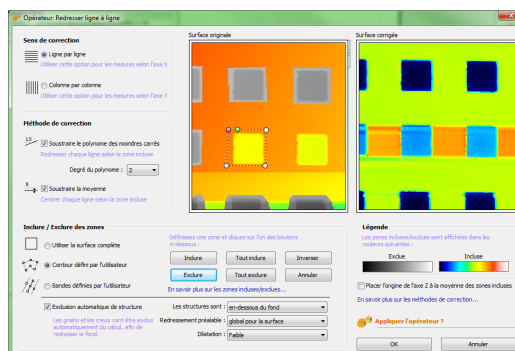 Opérateur: Redresser ligne à ligne
Sens de correction
Ligne par ligne
Utiliser cette option pour les mesures selon l'axe X
Colonne par colonne
Utiliser cette option pour les mesures selon l'axe Y
Méthode de correction
LS
Soustraire le polynome des moindres carrés
Redresser chaque ligne selon la zone incluse
Degré du polynome : 2
Soustraire la moyenne
Centrer chaque ligne selon la zone incluse
Surface originale
Surface corrigée
Inclure / Exclure des zones
Utiliser la surface complète
Contour défini par l'utilisateur
Bandes définies par l'utilisateur
Définissez une zone et cliquez sur l'un des boutons
ci-dessous :
Inclure Tout indure Inverser
Exclure Tout exclure Annuler
En savoir plus sur les zones incluses/exclues...
Exclusion automatique de structure
Les grains et les creux vont être exclus
automatiquement du calcul, afin de
redresser le fond.
Les structures sont : en-dessous du fond
Redressement préalable : global pour la surface
Dilatation : Faible
Légende
Les zones incluses/exclues sont affichées dans les
couleurs suivantes :
Exclue Incluse
Placer l'origine de l'axe Z à la moyenne des zones incluses
En savoir plus sur les méthodes de correction...
Appliquer l'opérateur ?
OK Annuler